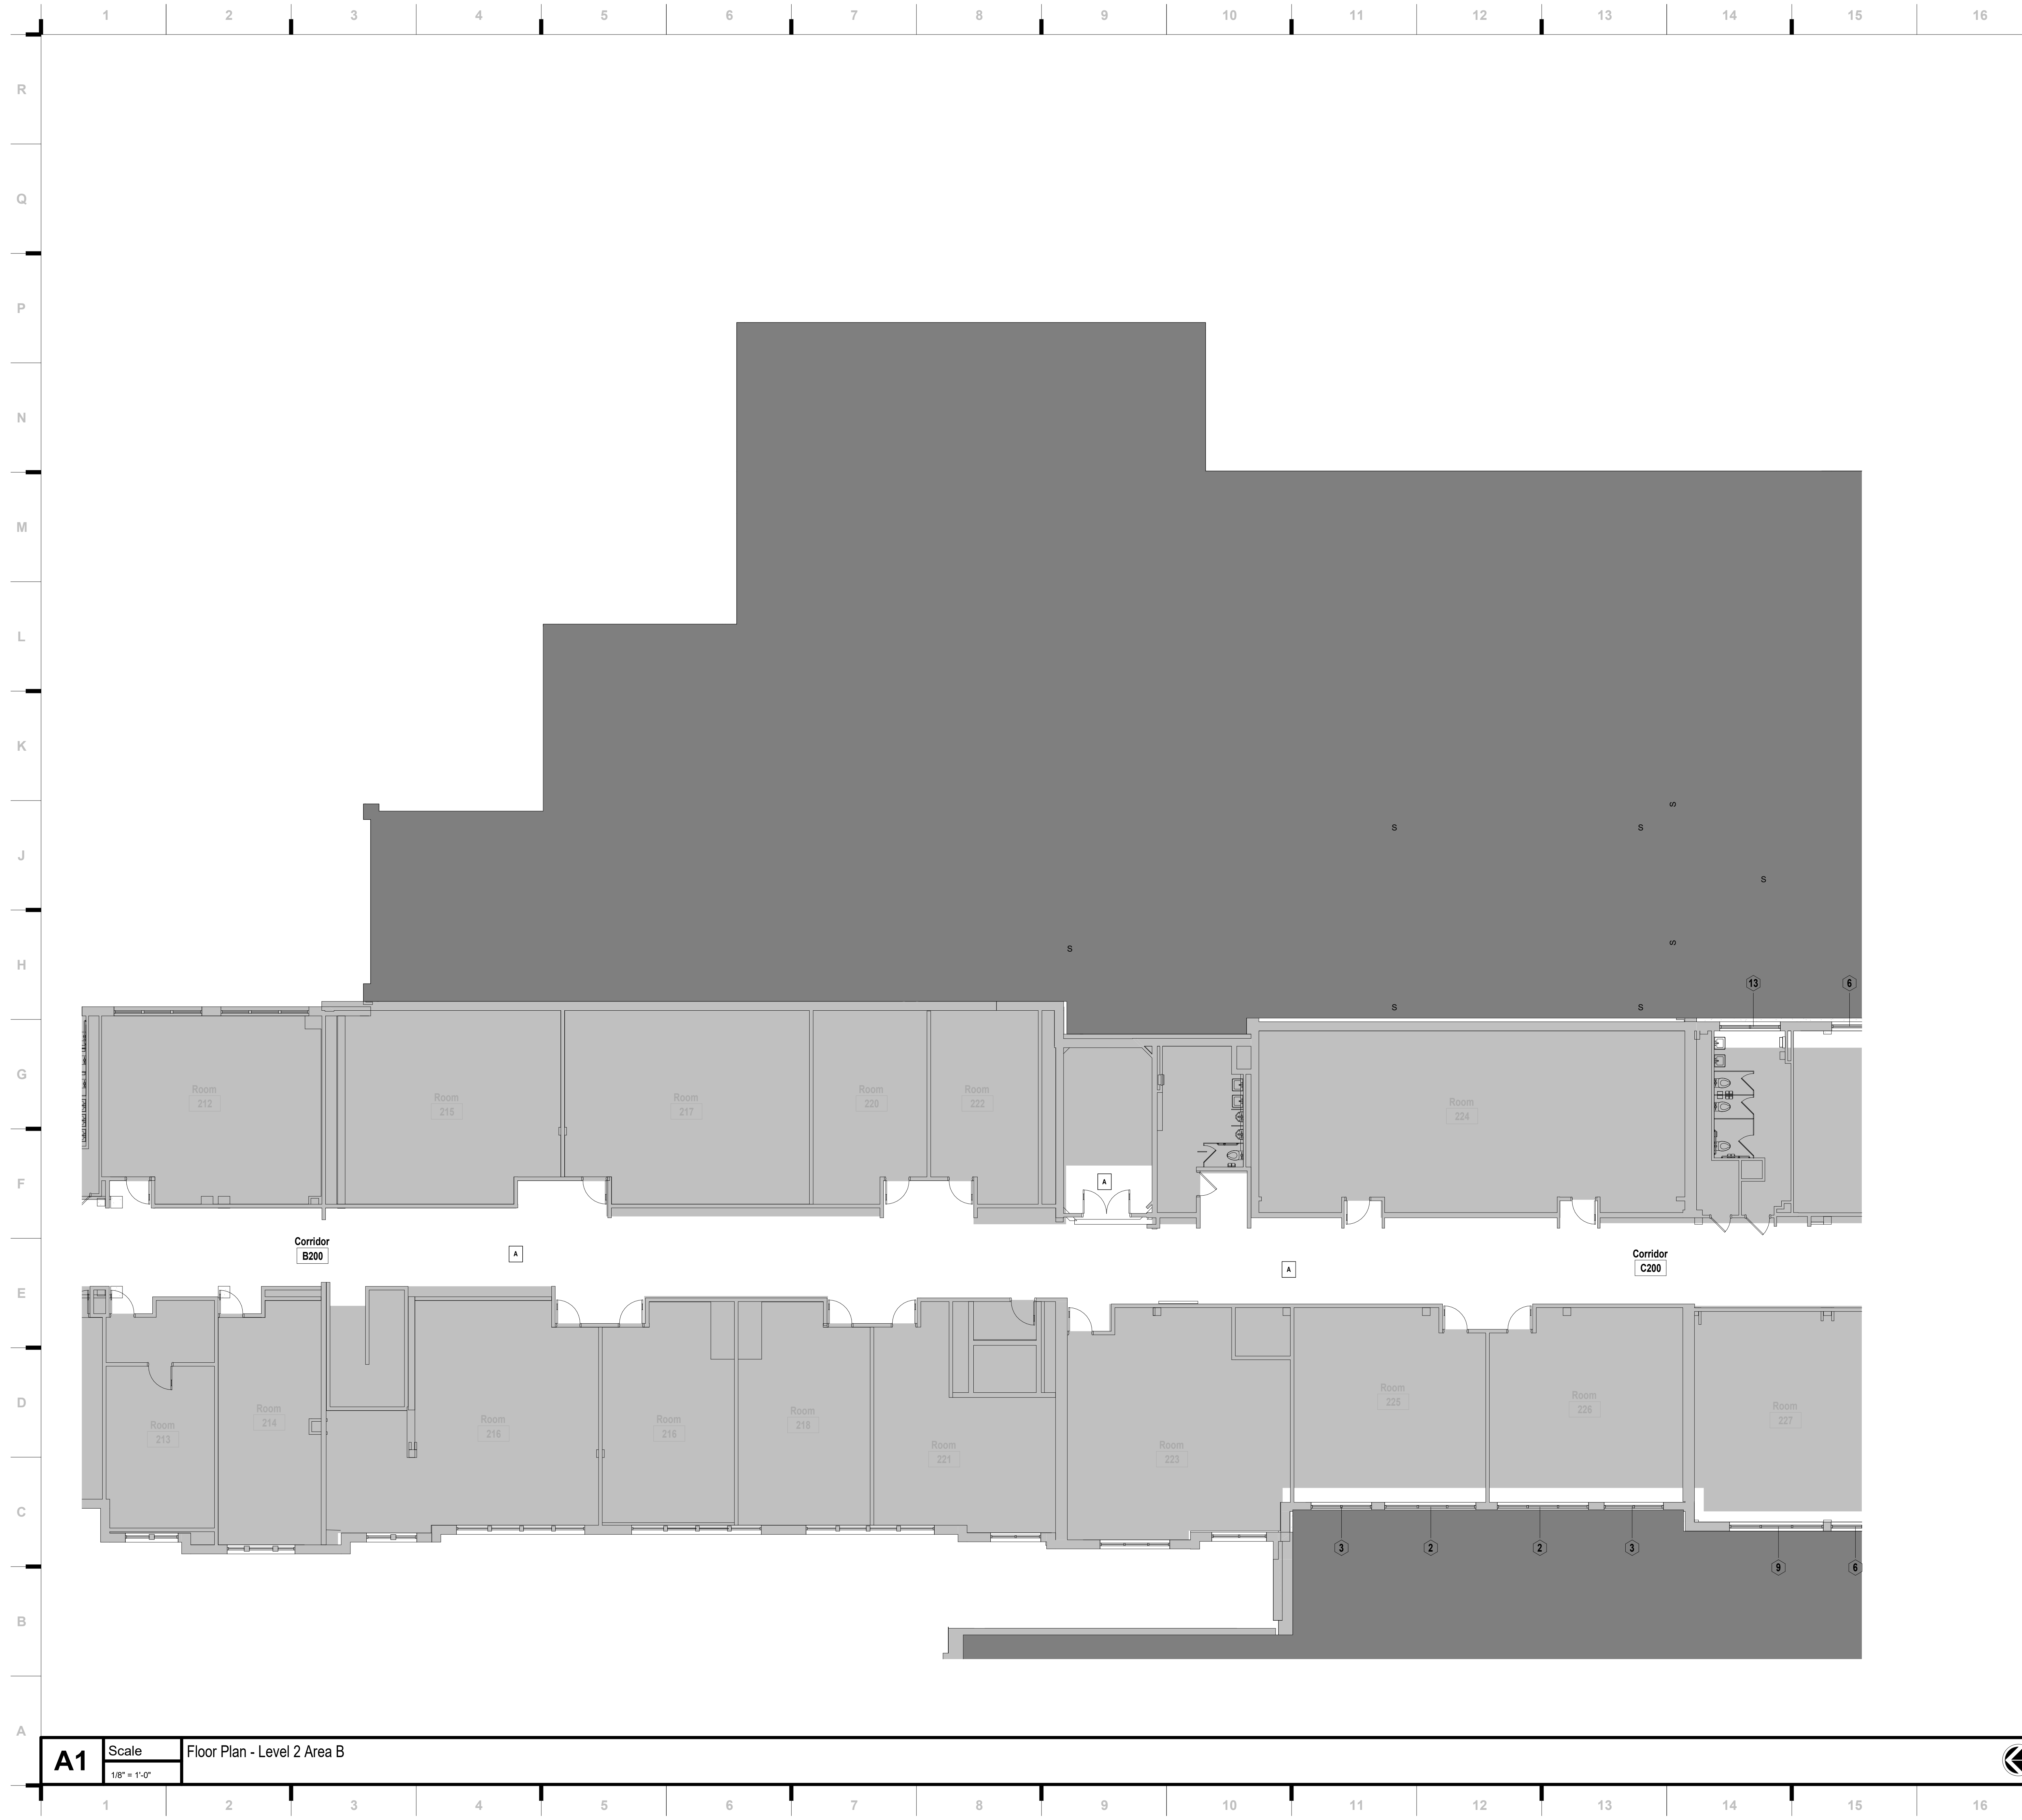 1 2 3 4 5 6 7 8 9 10 11 12 13 14 15 16
R
Q
P
N
M
L
K
S
S S
J
S
S
S
H
13 6
S S
Room
212
Room
215
Room
217
Room
220
Room
222
Room
224
G
F
A
Corridor
B200
A
A
Corridor
C200
E
Room
213
Room
214
Room
216
Room
216
Room
218
Room
221
Room
223
Room
225
Room
226
Room
227
D
C
3 2 2 3
9 6
B
A
A1
Scale
1/8" = 1'-0"
Floor Plan - Level 2 Area B
1 2 3 4 5 6 7 8 9 10 11 12 13 14 15 16